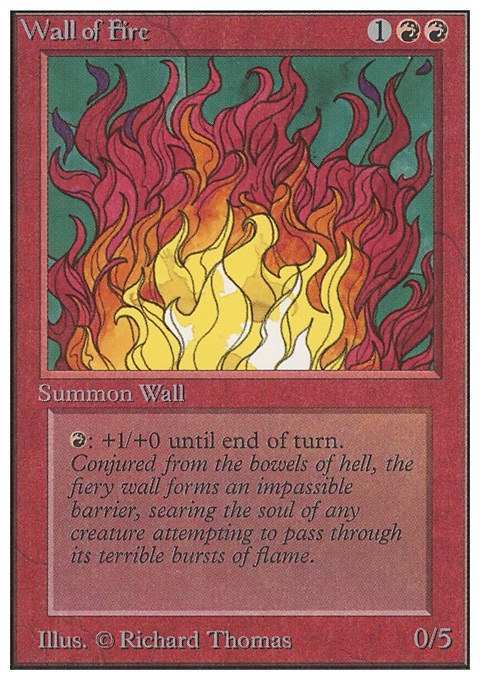 Wall of Fire 1
Summon Wall
: +1/+0 until end of turn.
Conjured from the bowels of hell, the
fiery wall forms an impassible
barrier, searing the soul of any
creature attempting to pass through
its terrible bursts of flame.
Illus. © Richard Thomas 0/5